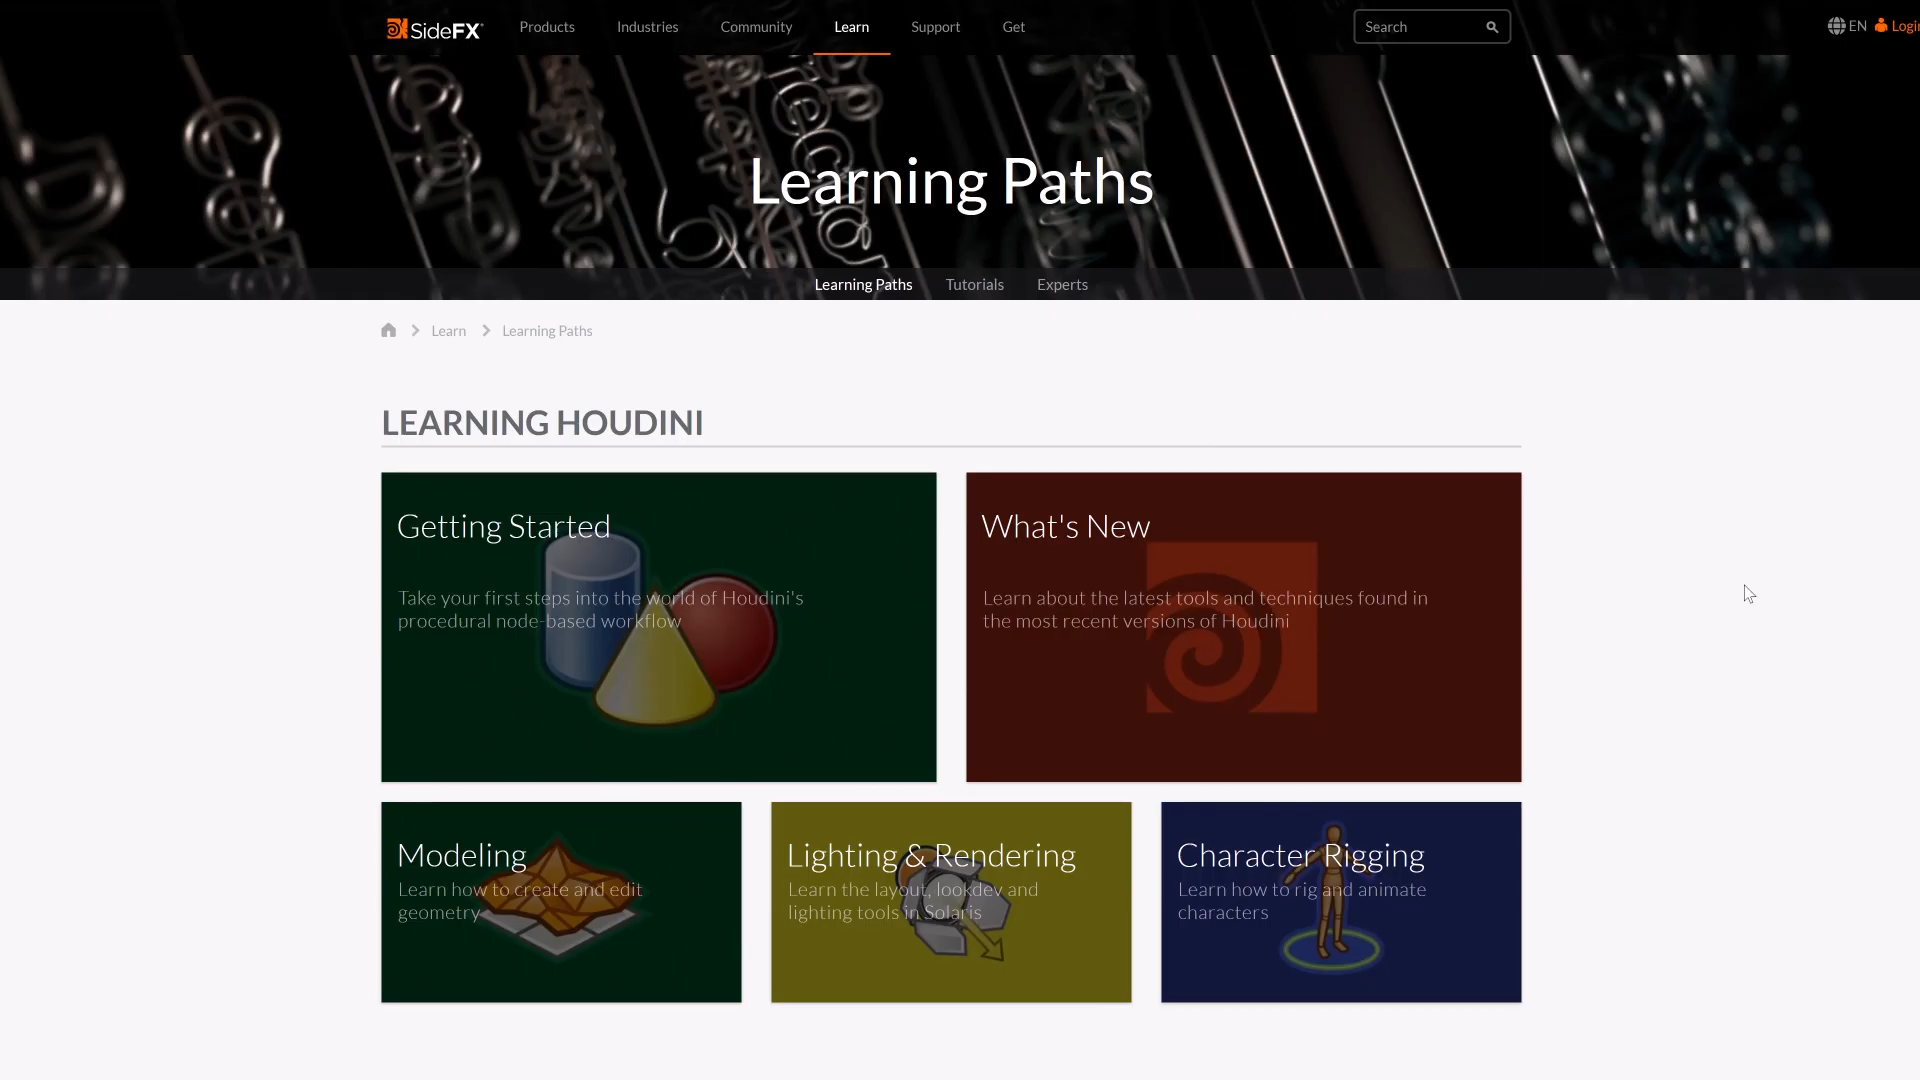 SideFX Products Industries Community Learn Support Get Search EN Login
Learning Paths
Learning Paths Tutorials Experts
Learn Learning Paths
LEARNING HOUDINI
Getting Started
Take your first steps into the world of Houdini's
procedural node-based workflow
What's New
Learn about the latest tools and techniques found in
the most recent versions of Houdini
Modeling
Learn how to create and edit
geometry
Lighting & Rendering
Learn the layout, lookdev and
lighting tools in Solaris
Character Rigging
Learn how to rig and animate
characters